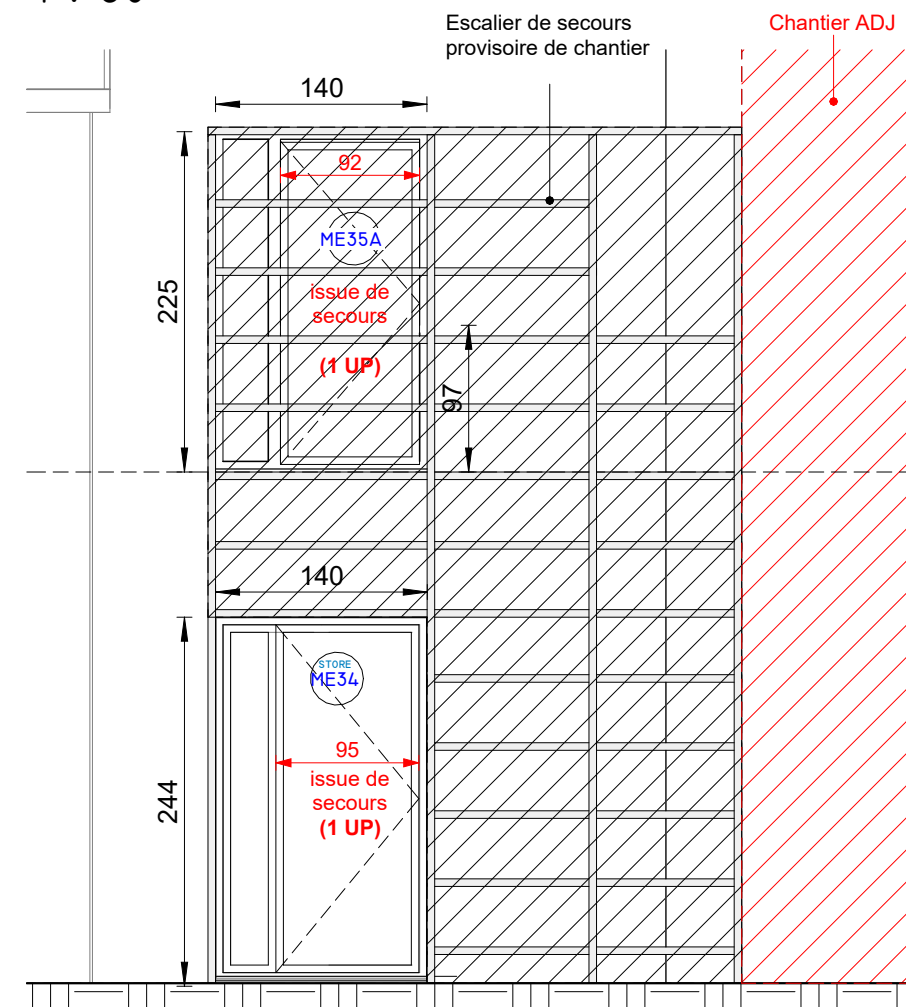 Escalier de secours
provisoire de chantier
Chantier ADJ
140
92
ME35A
issue de
secours
(1 UP)
225
97
140
STORE
ME34
95
issue de
secours
(1 UP)
244